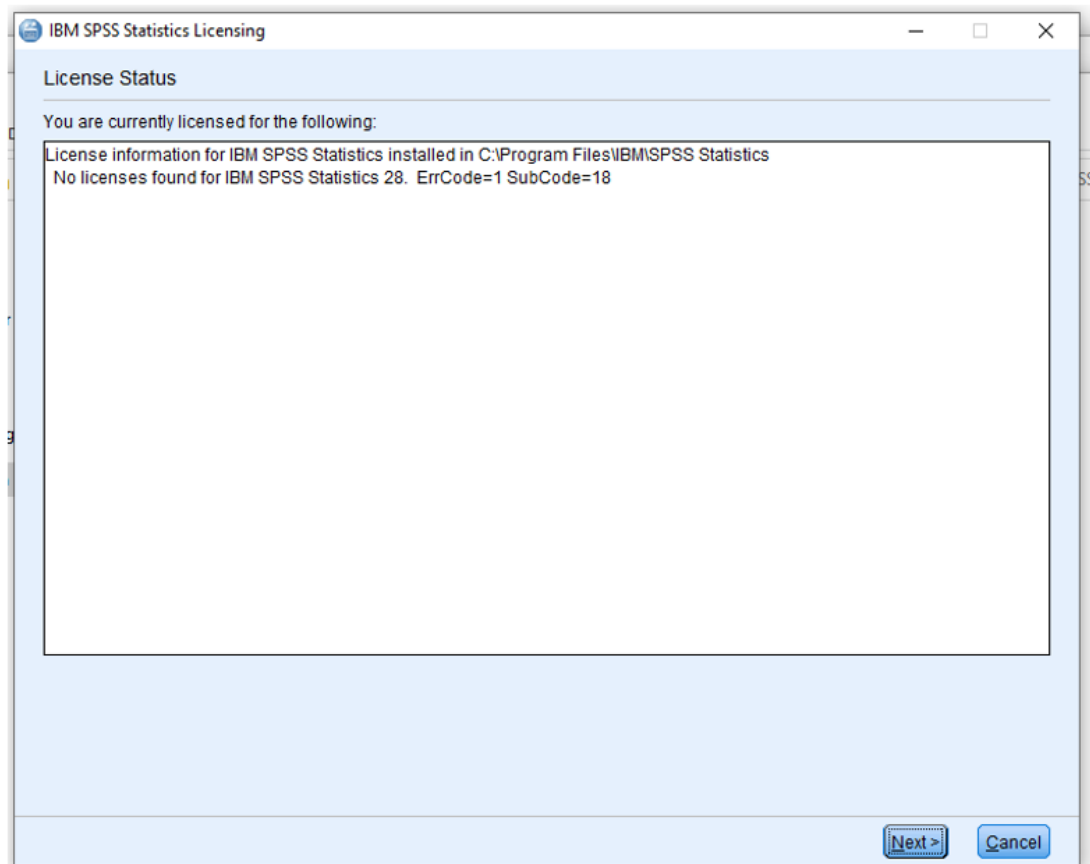 IBM SPSS Statistics Licensing
License Status
You are currently licensed for the following:
License information for IBM SPSS Statistics installed in C:\Program Files\IBM\SPSS Statistics
No licenses found for IBM SPSS Statistics 28. ErrCode=1 SubCode=18
Next >
Cancel